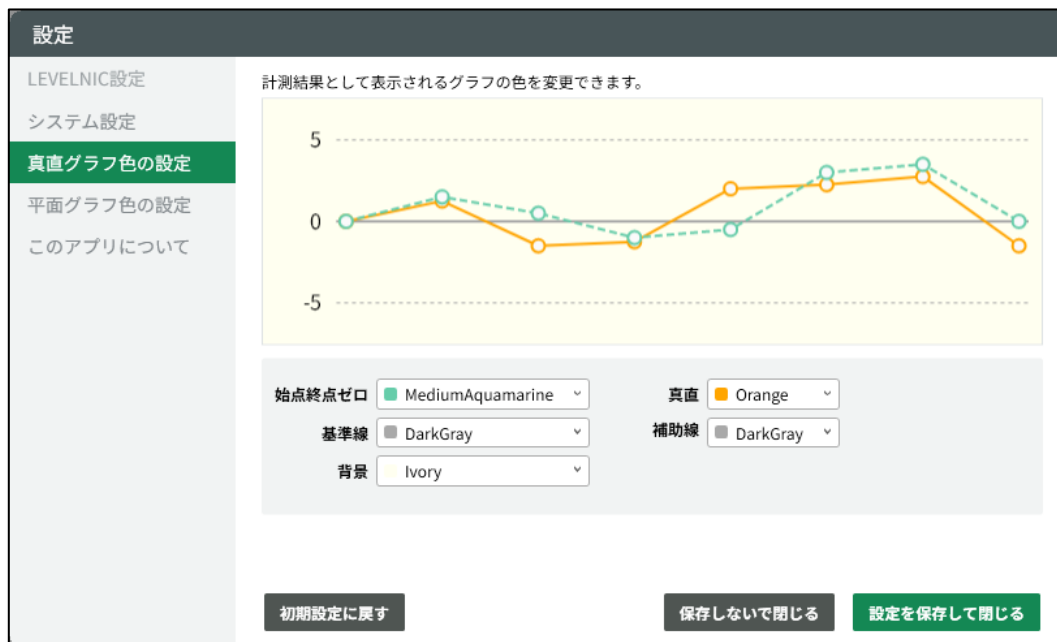 設定
LEVELNIC設定
システム設定
真直グラフ色の設定
平面グラフ色の設定
このアプリについて
計測結果として表示されるグラフの色を変更できます。
5
0
-5
始点終点ゼロ MediumAquamarine
真直 Orange
基準線 DarkGray
補助線 DarkGray
背景 Ivory
初期設定に戻す
保存しないで閉じる
設定を保存して閉じる